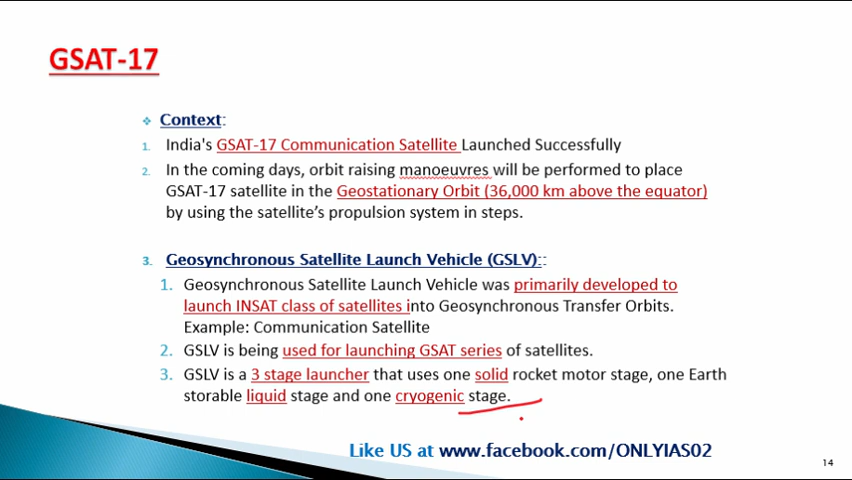 GSAT-17
❖ Context:
1. India's GSAT-17 Communication Satellite Launched Successfully
2. In the coming days, orbit raising manoeuvres will be performed to place
GSAT-17 satellite in the Geostationary Orbit (36,000 km above the equator)
by using the satellite's propulsion system in steps.
3. Geosynchronous Satellite Launch Vehicle (GSLV)::
1. Geosynchronous Satellite Launch Vehicle was primarily developed to
launch INSAT class of satellites into Geosynchronous Transfer Orbits.
Example: Communication Satellite
2. GSLV is being used for launching GSAT series of satellites.
3. GSLV is a 3 stage launcher that uses one solid rocket motor stage, one Earth
storable liquid stage and one cryogenic stage.
Like US at www.facebook.com/ONLYIAS02
14